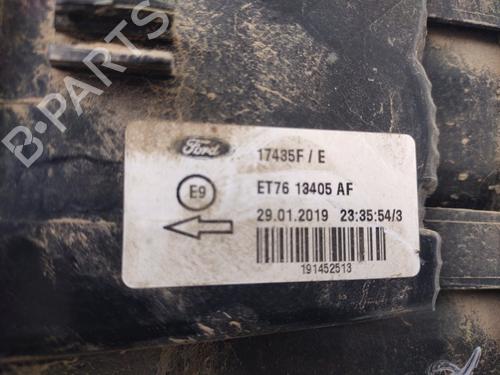 Ford
17435F / E
E9
ET76 13405 AF
29.01.2019 23:35:54/3
191452513
B-PARTS